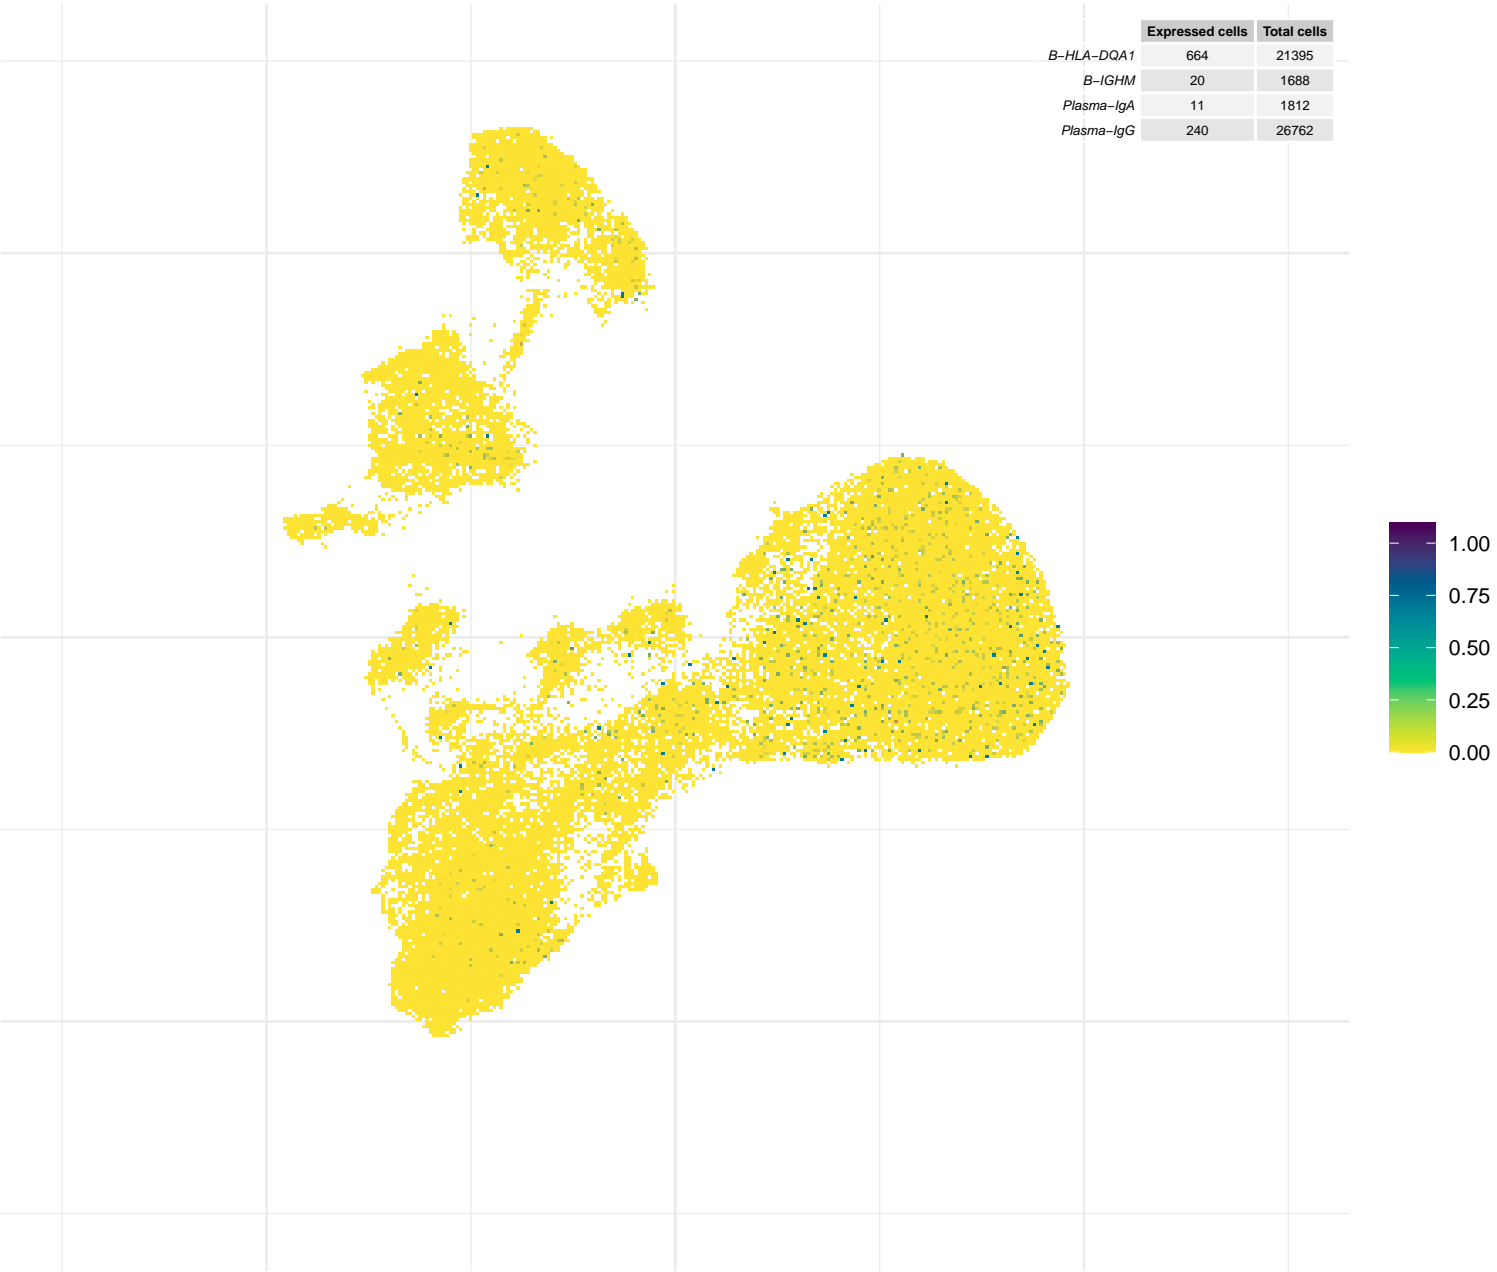 Expressed cells Total cells
B−HLA−DQA1 664 21395
B−IGHM 20 1688
Plasma−IgA 11 1812
Plasma−IgG 240 26762
1.00
0.75
0.50
0.25
0.00